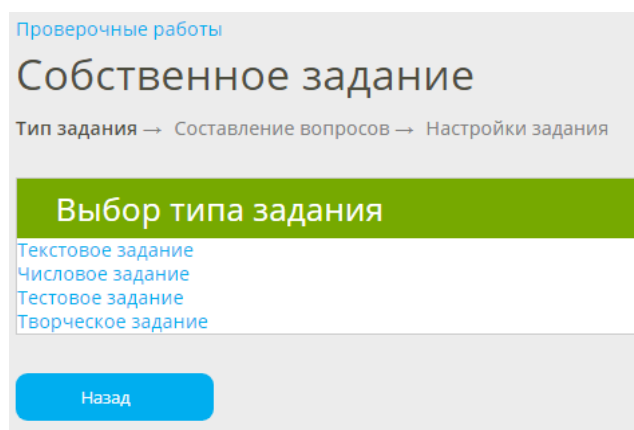 Проверочные работы
Собственное задание
Тип задания → Составление вопросов → Настройки задания
Выбор типа задания
Текстовое задание
Числовое задание
Тестовое задание
Творческое задание
Назад